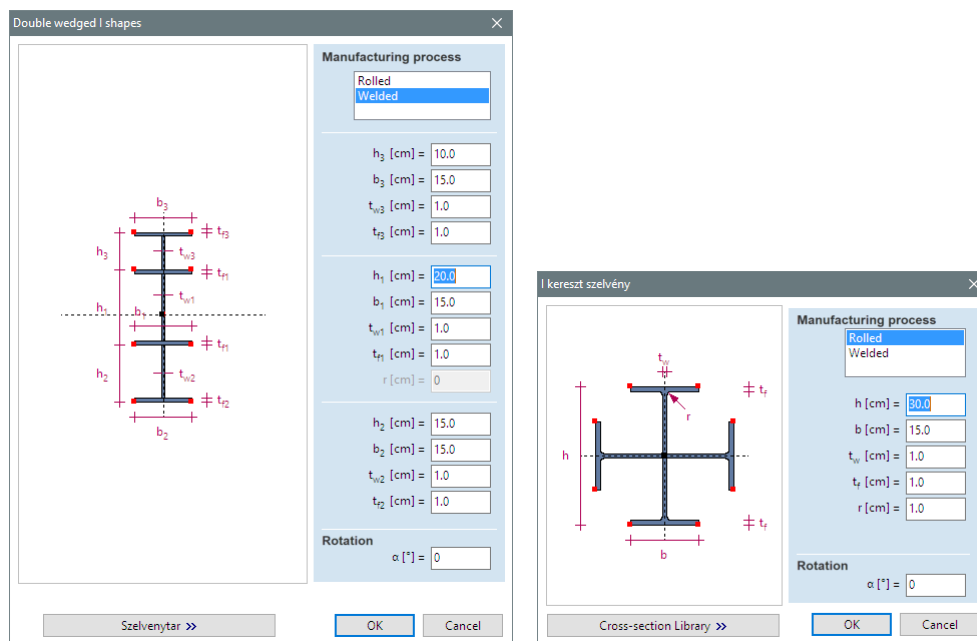 Double wedged I shapes
Manufacturing process
Rolled
Welded
h3 [cm] = 10.0
b3 [cm] = 15.0
tw3 [cm] = 1.0
tf3 [cm] = 1.0
h1 [cm] = 20.0
b1 [cm] = 15.0
tw1 [cm] = 1.0
tf1 [cm] = 1.0
r [cm] = 0
h2 [cm] = 15.0
b2 [cm] = 15.0
tw2 [cm] = 1.0
tf2 [cm] = 1.0
Rotation
α [°] = 0
b3
tf3
h3
tw3
tf1
h1
tw1
b1
tf1
h2
tw2
tf2
b2
Szelvenytar >>
OK
Cancel
I kereszt szelvény
Manufacturing process
Rolled
Welded
h [cm] = 30.0
b [cm] = 15.0
tw [cm] = 1.0
tf [cm] = 1.0
r [cm] = 1.0
Rotation
α [°] = 0
tw
tf
r
h
tf
b
Cross-section Library >>
OK
Cancel